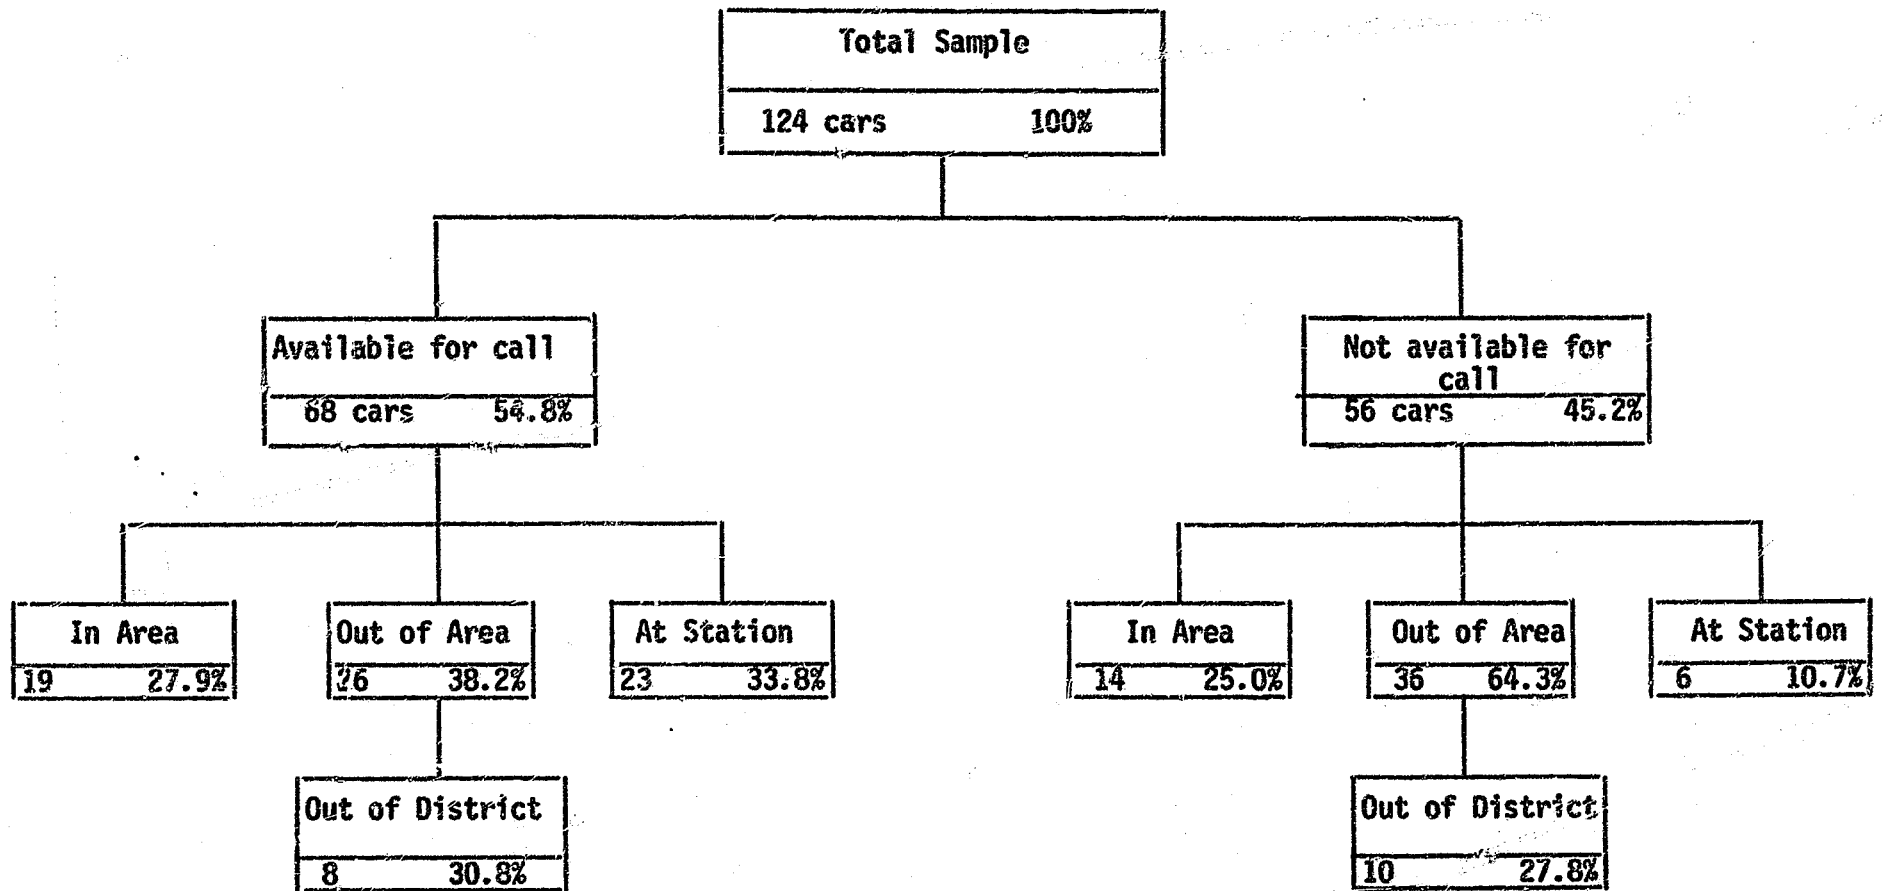 Total Sample
124 cars 100%
Available for call
68 cars 54.8%
Not available for
call
56 cars 45.2%
In Area
19 27.9%
Out of Area
26 38.2%
At Station
23 33.8%
In Area
14 25.0%
Out of Area
36 64.3%
At Station
6 10.7%
Out of District
8 30.8%
Out of District
10 27.8%